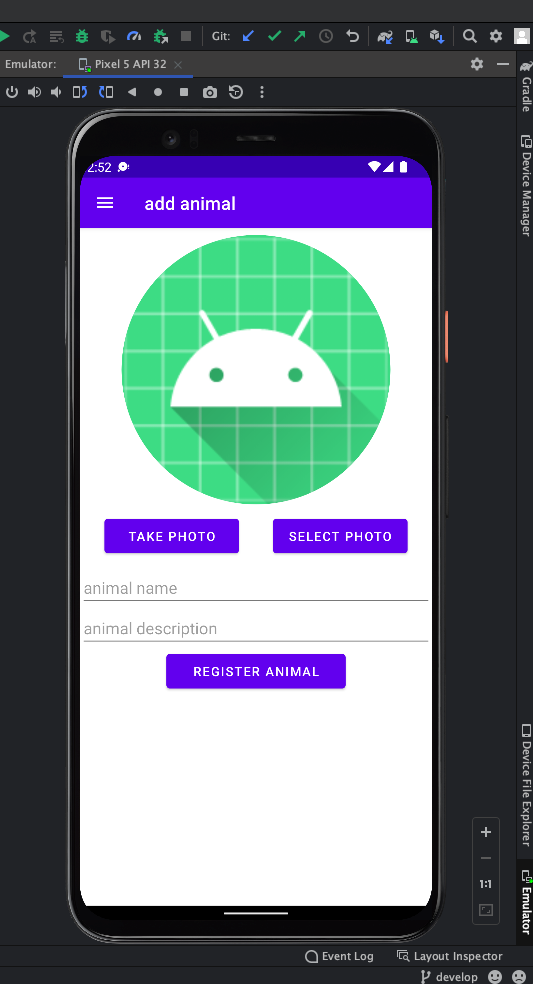 Git:
Emulator:
Pixel 5 API 32
Gradle
Device Manager
2:52
add animal
TAKE PHOTO
SELECT PHOTO
animal name
animal description
REGISTER ANIMAL
Device File Explorer
1:1
Emulator
Event Log
Layout Inspector
develop